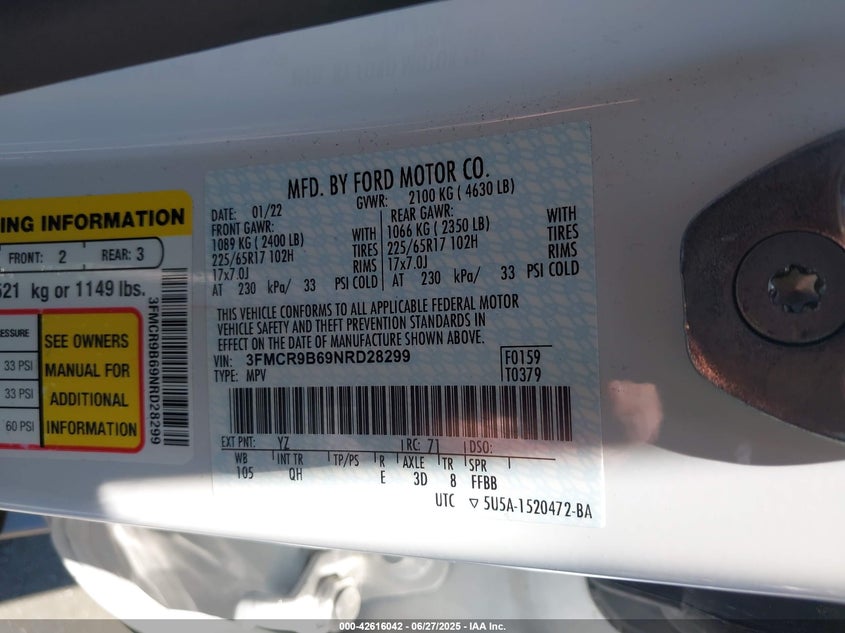 MFD. BY FORD MOTOR CO.
DATE: 01/22 GVWR: 2100 KG ( 4630 LB)
FRONT GAWR: REAR GAWR:
1089 KG ( 2400 LB) WITH 1066 KG ( 2350 LB) WITH
225/65R17 102H TIRES 225/65R17 102H TIRES
17x7.0J RIMS 17x7.0J RIMS
AT 230 kPa/ 33 PSI COLD AT 230 kPa/ 33 PSI COLD
THIS VEHICLE CONFORMS TO ALL APPLICABLE FEDERAL MOTOR
VEHICLE SAFETY AND THEFT PREVENTION STANDARDS IN
EFFECT ON THE DATE OF MANUFACTURE SHOWN ABOVE.
VIN: 3FMCR9B69NRD28299 F0159
TYPE: MPV T0379
EXT PNT: YZ RC: 71 DSO:
WB INT TR TP/PS R AXLE TR SPR
105 QH E 3D 8 FFBB
UTC ▽ 5U5A-1520472-BA
ING INFORMATION
FRONT: 2 REAR: 3
521 kg or 1149 lbs.
ESSURE
33 PSI
33 PSI
60 PSI
SEE OWNERS
MANUAL FOR
ADDITIONAL
INFORMATION
3FMCR9B69NRD28299
000-42616042 / 06/27/2025 - IAA Inc.